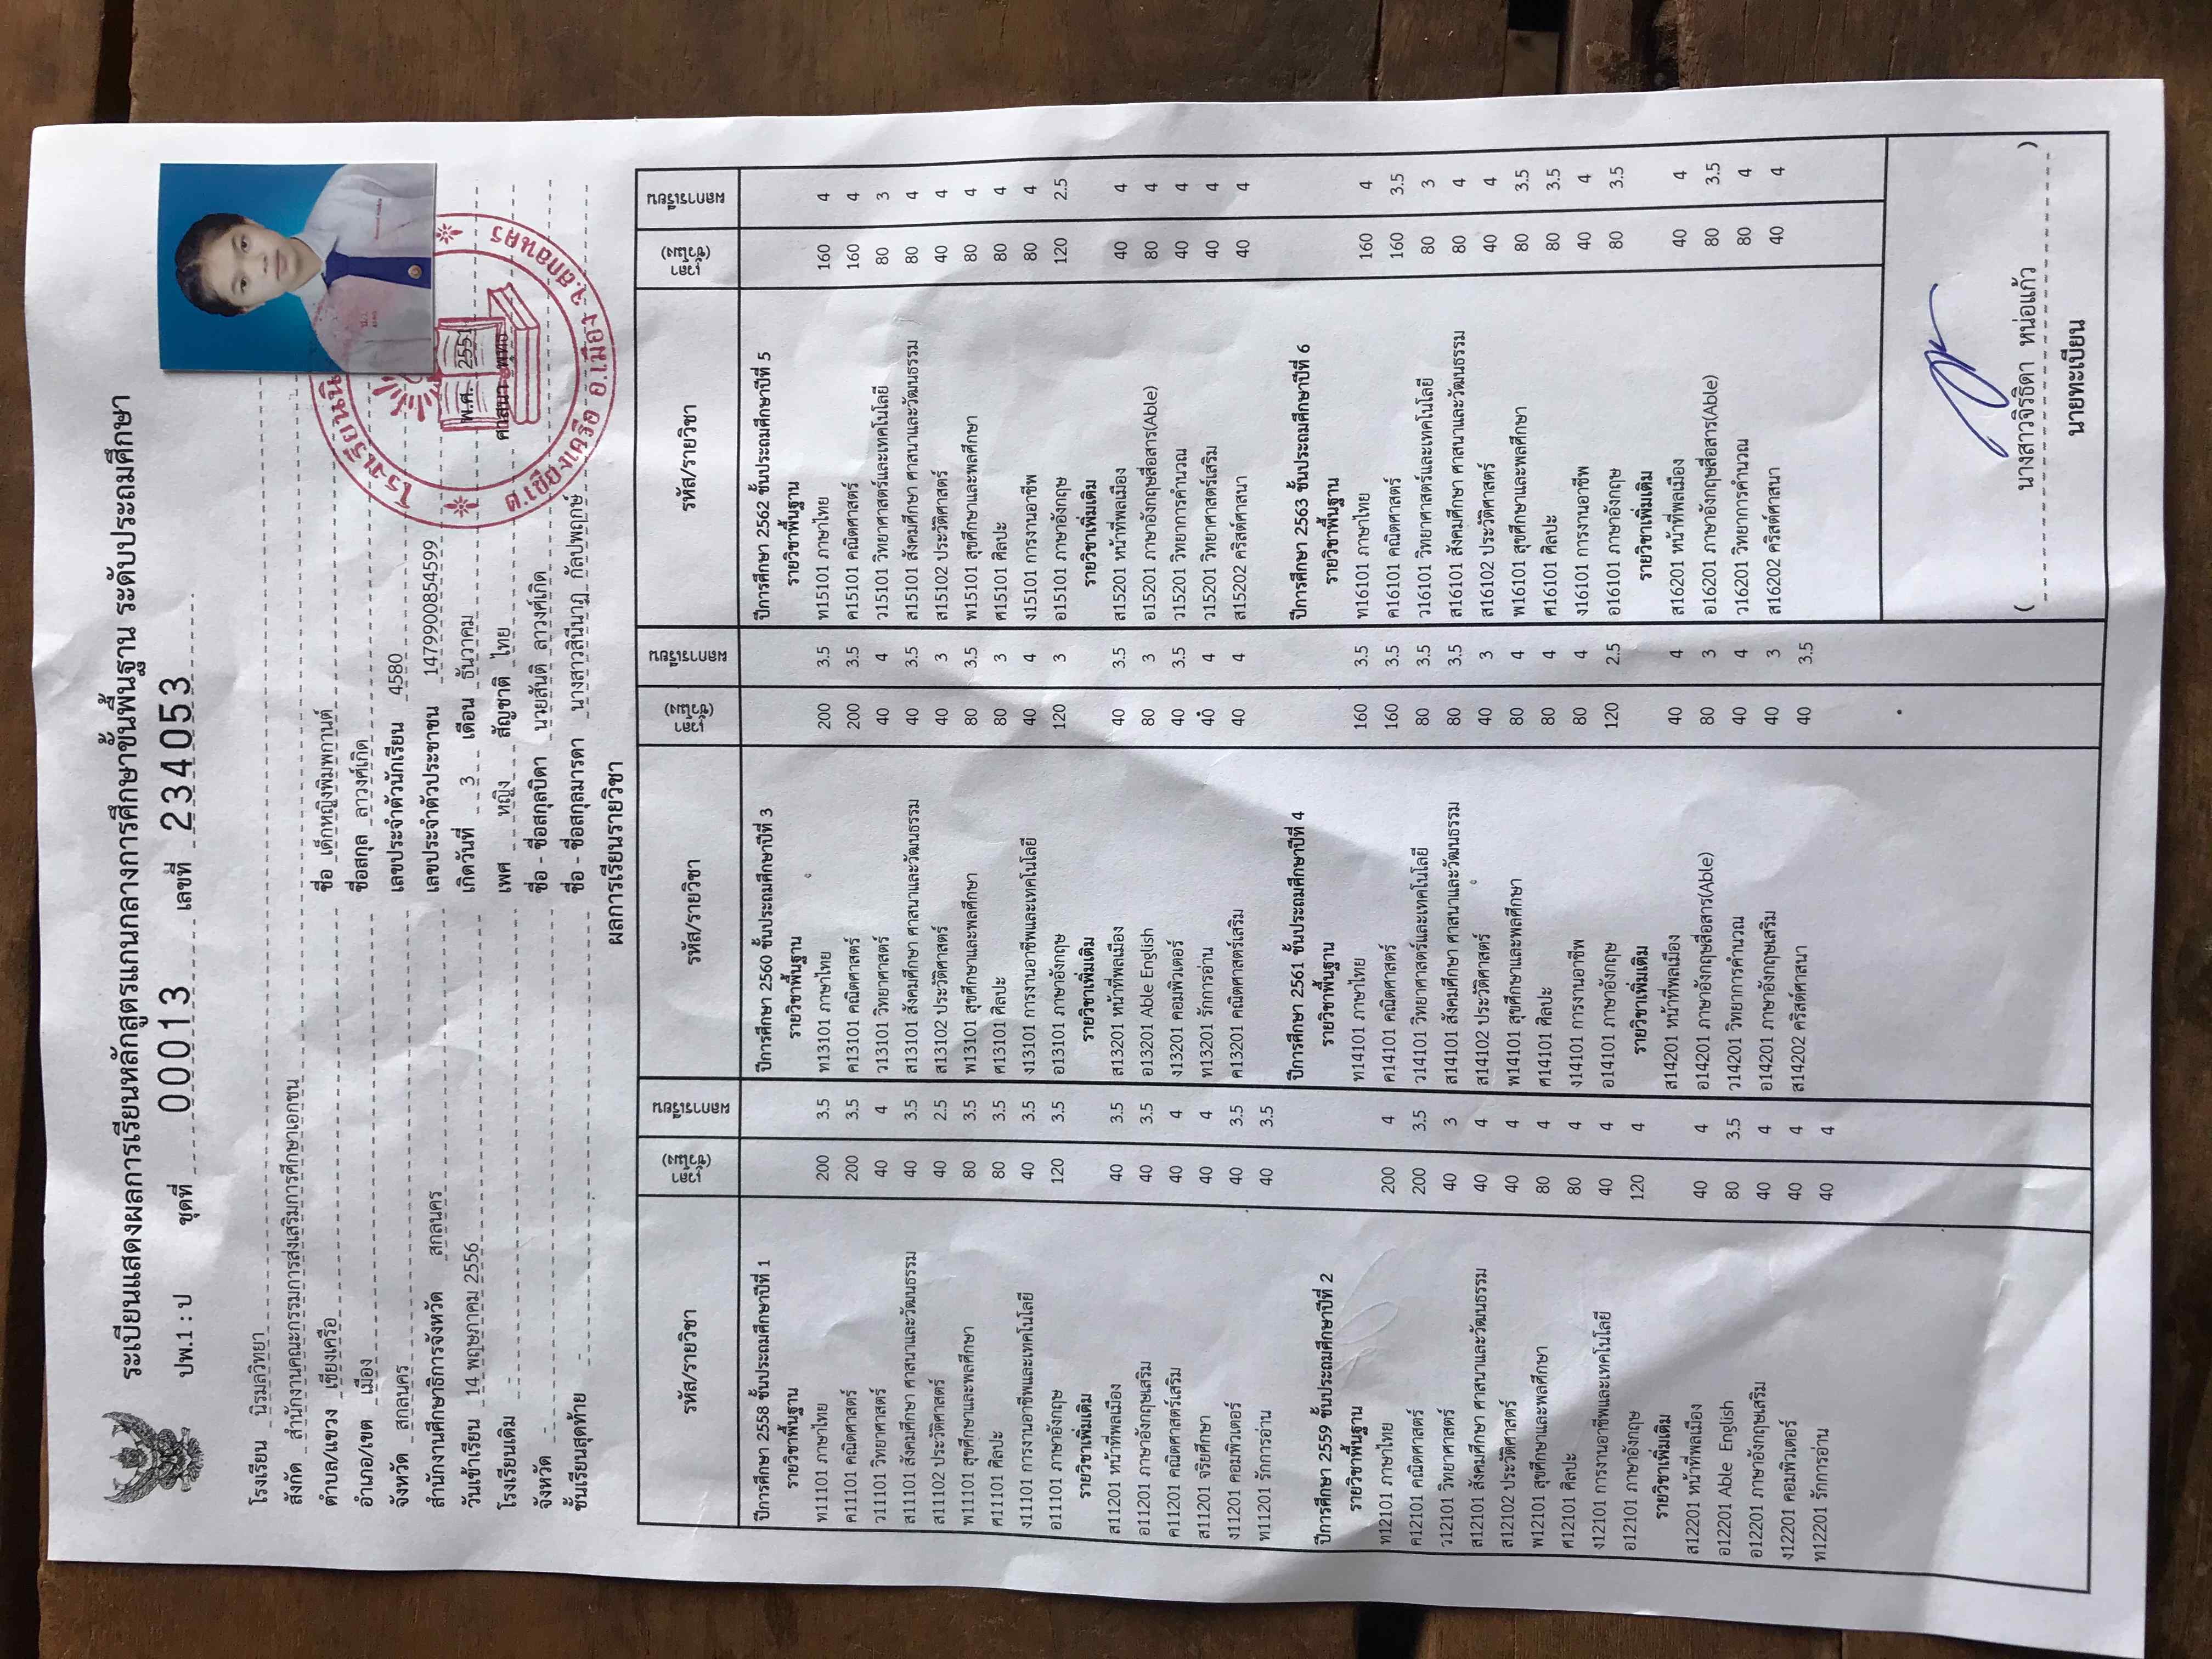 ระเบียนแสดงผลการเรียนหลักสูตรแกนกลางการศึกษาขั้นพื้นฐาน ระดับประถมศึกษา
ปพ.1 : ป ชุดที่ 00013 เลขที่ 234053
โรงเรียน นิรมลวิทยา
สังกัด สำนักงานคณะกรรมการส่งเสริมการศึกษาเอกชน
ตำบล/แขวง เชียงเครือ
อำเภอ/เขต เมือง
จังหวัด สกลนคร
สำนักงานศึกษาธิการจังหวัด สกลนคร
วันเข้าเรียน 14 พฤษภาคม 2556
โรงเรียนเดิม -
จังหวัด -
ชั้นเรียนสุดท้าย -
ชื่อ เด็กหญิงพิมพกานต์
ชื่อสกุล ลาวงศ์เกิด
เลขประจำตัวนักเรียน 4580
เลขประจำตัวประชาชน 1479900854599
เกิดวันที่ 3 เดือน ธันวาคม พ.ศ. 2551
เพศ หญิง สัญชาติ ไทย ศาสนา พุทธ
ชื่อ - ชื่อสกุลบิดา นายสันติ ลาวงศ์เกิด
ชื่อ - ชื่อสกุลมารดา นางสาวสินีนาฏ กัลปพฤกษ์
โรงเรียนนิ
ต.เชียงเครือ อ.เมือง จ.สกลนคร
ผลการเรียนรายวิชา
รหัส/รายวิชา เวลา (ชั่วโมง) ผลการเรียน
ปีการศึกษา 2558 ชั้นประถมศึกษาปีที่ 1
รายวิชาพื้นฐาน
ท11101 ภาษาไทย 200 3.5
ค11101 คณิตศาสตร์ 200 3.5
ว11101 วิทยาศาสตร์ 40 4
ส11101 สังคมศึกษา ศาสนาและวัฒนธรรม 40 3.5
ส11102 ประวัติศาสตร์ 40 2.5
พ11101 สุขศึกษาและพลศึกษา 80 3.5
ศ11101 ศิลปะ 80 3.5
ง11101 การงานอาชีพและเทคโนโลยี 40 3.5
อ11101 ภาษาอังกฤษ 120 3.5
รายวิชาเพิ่มเติม
ส11201 หน้าที่พลเมือง 40 3.5
อ11201 ภาษาอังกฤษเสริม 40 3.5
ค11201 คณิตศาสตร์เสริม 40 4
ส11201 จริยศึกษา 40 4
ง11201 คอมพิวเตอร์ 40 3.5
ท11201 รักการอ่าน 40 3.5
ปีการศึกษา 2559 ชั้นประถมศึกษาปีที่ 2
รายวิชาพื้นฐาน
ท12101 ภาษาไทย 200 4
ค12101 คณิตศาสตร์ 200 3.5
ว12101 วิทยาศาสตร์ 40 3
ส12101 สังคมศึกษา ศาสนาและวัฒนธรรม 40 4
ส12102 ประวัติศาสตร์ 40 4
พ12101 สุขศึกษาและพลศึกษา 80 4
ศ12101 ศิลปะ 80 4
ง12101 การงานอาชีพและเทคโนโลยี 40 4
อ12101 ภาษาอังกฤษ 120 4
รายวิชาเพิ่มเติม
ส12201 หน้าที่พลเมือง 40 4
อ12201 Able English 80 3.5
อ12201 ภาษาอังกฤษเสริม 40 4
ง12201 คอมพิวเตอร์ 40 4
ท12201 รักการอ่าน 40 4
รหัส/รายวิชา เวลา (ชั่วโมง) ผลการเรียน
ปีการศึกษา 2560 ชั้นประถมศึกษาปีที่ 3
รายวิชาพื้นฐาน
ท13101 ภาษาไทย 200 3.5
ค13101 คณิตศาสตร์ 200 3.5
ว13101 วิทยาศาสตร์ 40 4
ส13101 สังคมศึกษา ศาสนาและวัฒนธรรม 40 3.5
ส13102 ประวัติศาสตร์ 40 3
พ13101 สุขศึกษาและพลศึกษา 80 3.5
ศ13101 ศิลปะ 80 3
ง13101 การงานอาชีพและเทคโนโลยี 40 4
อ13101 ภาษาอังกฤษ 120 3
รายวิชาเพิ่มเติม
ส13201 หน้าที่พลเมือง 40 3.5
อ13201 Able English 80 3
ง13201 คอมพิวเตอร์ 40 3.5
ท13201 รักการอ่าน 40 4
ค13201 คณิตศาสตร์เสริม 40 4
ปีการศึกษา 2561 ชั้นประถมศึกษาปีที่ 4
รายวิชาพื้นฐาน
ท14101 ภาษาไทย 160 3.5
ค14101 คณิตศาสตร์ 160 3.5
ว14101 วิทยาศาสตร์และเทคโนโลยี 80 3.5
ส14101 สังคมศึกษา ศาสนาและวัฒนธรรม 80 3.5
ส14102 ประวัติศาสตร์ 40 3
พ14101 สุขศึกษาและพลศึกษา 80 4
ศ14101 ศิลปะ 80 4
ง14101 การงานอาชีพ 80 4
อ14101 ภาษาอังกฤษ 120 2.5
รายวิชาเพิ่มเติม
ส14201 หน้าที่พลเมือง 40 4
อ14201 ภาษาอังกฤษสื่อสาร(Able) 80 3
ว14201 วิทยาการคำนวณ 40 4
อ14201 ภาษาอังกฤษเสริม 40 3
ส14202 คริสต์ศาสนา 40 3.5
รหัส/รายวิชา เวลา (ชั่วโมง) ผลการเรียน
ปีการศึกษา 2562 ชั้นประถมศึกษาปีที่ 5
รายวิชาพื้นฐาน
ท15101 ภาษาไทย 160 4
ค15101 คณิตศาสตร์ 160 4
ว15101 วิทยาศาสตร์และเทคโนโลยี 80 3
ส15101 สังคมศึกษา ศาสนาและวัฒนธรรม 80 4
ส15102 ประวัติศาสตร์ 40 4
พ15101 สุขศึกษาและพลศึกษา 80 4
ศ15101 ศิลปะ 80 4
ง15101 การงานอาชีพ 80 4
อ15101 ภาษาอังกฤษ 120 2.5
รายวิชาเพิ่มเติม
ส15201 หน้าที่พลเมือง 40 4
อ15201 ภาษาอังกฤษสื่อสาร(Able) 80 4
ว15201 วิทยาการคำนวณ 40 4
ว15201 วิทยาศาสตร์เสริม 40 4
ส15202 คริสต์ศาสนา 40 4
ปีการศึกษา 2563 ชั้นประถมศึกษาปีที่ 6
รายวิชาพื้นฐาน
ท16101 ภาษาไทย 160 4
ค16101 คณิตศาสตร์ 160 3.5
ว16101 วิทยาศาสตร์และเทคโนโลยี 80 3
ส16101 สังคมศึกษา ศาสนาและวัฒนธรรม 80 4
ส16102 ประวัติศาสตร์ 40 4
พ16101 สุขศึกษาและพลศึกษา 80 3.5
ศ16101 ศิลปะ 80 3.5
ง16101 การงานอาชีพ 40 4
อ16101 ภาษาอังกฤษ 80 3.5
รายวิชาเพิ่มเติม
ส16201 หน้าที่พลเมือง 40 4
อ16201 ภาษาอังกฤษสื่อสาร(Able) 80 3.5
ว16201 วิทยาการคำนวณ 80 4
ส16202 คริสต์ศาสนา 40 4
( นางสาวจิรธิดา หน่อแก้ว )
นายทะเบียน